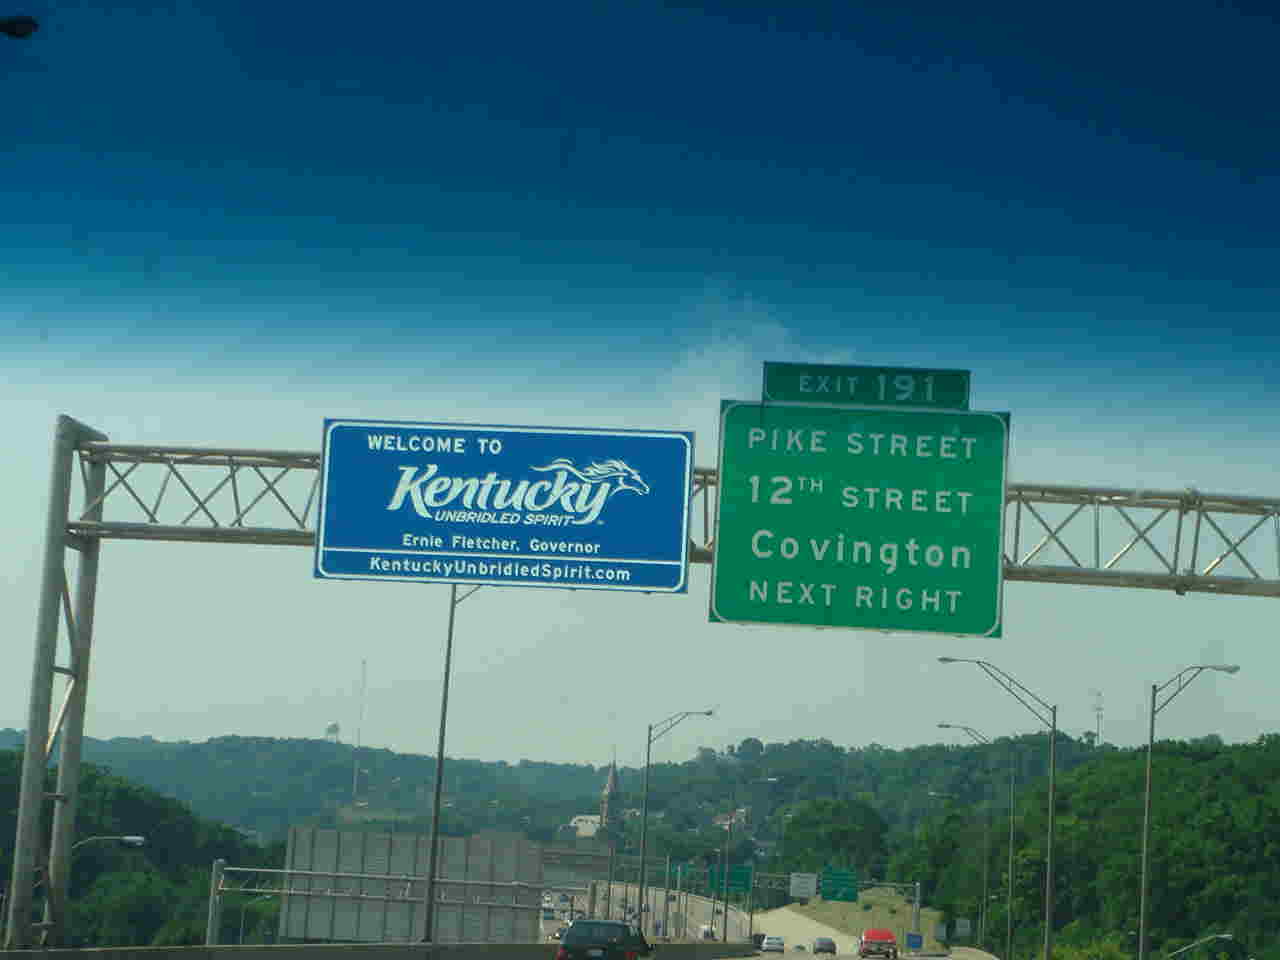 WELCOME TO
Kentucky
UNBRIDLED SPIRIT
Ernie Fletcher, Governor
KentuckyUnbridledSpirit.com
EXIT 191
PIKE STREET
12TH STREET
Covington
NEXT RIGHT